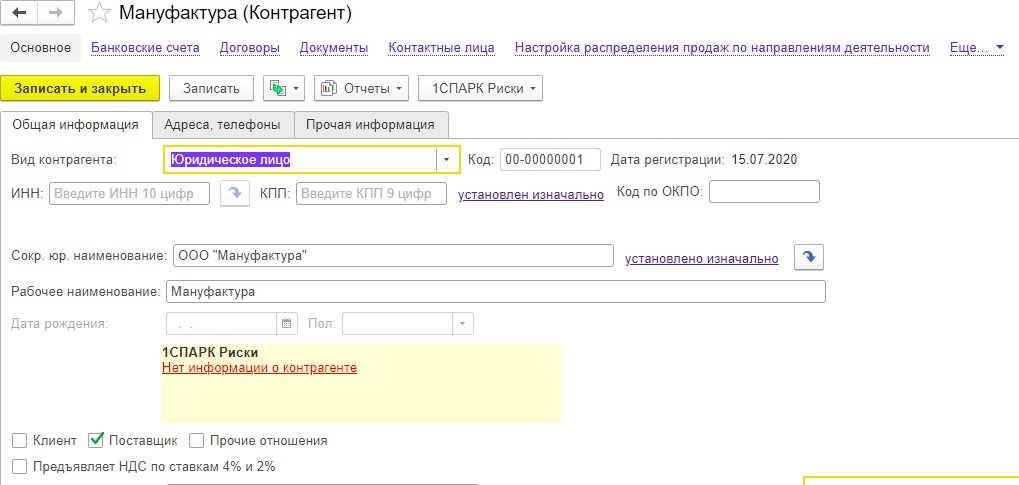 Мануфактура (Контрагент)
Основное Банковские счета Договоры Документы Контактные лица Настройка распределения продаж по направлениям деятельности Еще...
Записать и закрыть Записать Отчеты 1СПАРК Риски
Общая информация Адреса, телефоны Прочая информация
Вид контрагента: Юридическое лицо Код: 00-00000001 Дата регистрации: 15.07.2020
ИНН: Введите ИНН 10 цифр КПП: Введите КПП 9 цифр установлен изначально Код по ОКПО:
Сокр. юр. наименование: ООО "Мануфактура" установлено изначально
Рабочее наименование: Мануфактура
Дата рождения: . . Пол:
1СПАРК Риски
Нет информации о контрагенте
Клиент Поставщик Прочие отношения
Предъявляет НДС по ставкам 4% и 2%